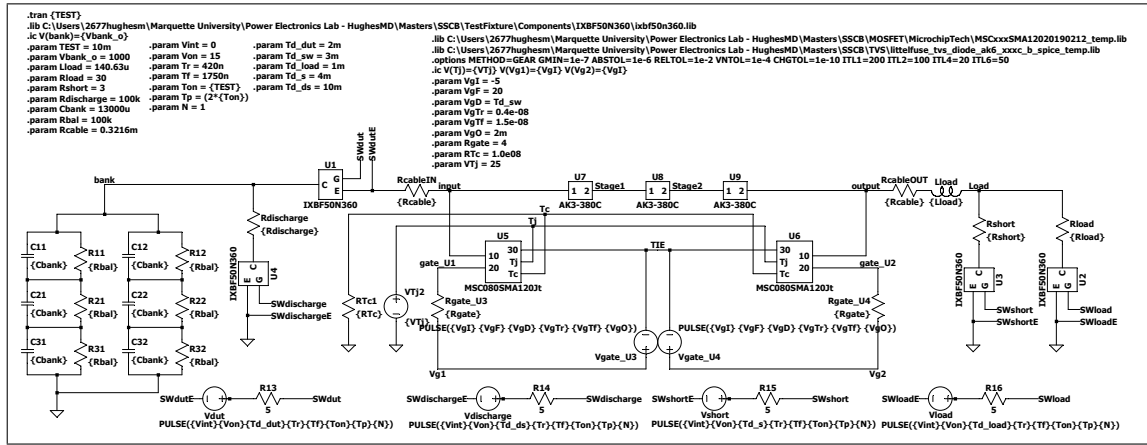 .tran {TEST}
.lib C:\Users\2677hughesm\Marquette University\Power Electronics Lab - HughesMD\Masters\SSCB\TestFixture\Components\IXBF50N360\ixbf50n360.lib
.ic V(bank)={Vbank_o}
.param TEST = 10m
.param Vbank_o = 1000
.param Lload = 140.63u
.param Rload = 30
.param Rshort = 3
.param Rdischarge = 100k
.param Cbank = 13000u
.param Rbal = 100k
.param Rcable = 0.3216m
.param Vint = 0
.param Von = 15
.param Tr = 420n
.param Tf = 1750n
.param Ton = {TEST}
.param Tp = (2*{Ton})
.param N = 1
.param Td_dut = 2m
.param Td_sw = 3m
.param Td_load = 1m
.param Td_s = 4m
.param Td_ds = 10m
.lib C:\Users\2677hughesm\Marquette University\Power Electronics Lab - HughesMD\Masters\SSCB\MOSFET\MicrochipTech\MSCxxxSMA12020190212_temp.lib
.lib C:\Users\2677hughesm\Marquette University\Power Electronics Lab - HughesMD\Masters\SSCB\TVS\littelfuse_tvs_diode_ak6_xxxc_b_spice_temp.lib
.options METHOD=GEAR GMIN=1e-7 ABSTOL=1e-6 RELTOL=1e-2 VNTOL=1e-4 CHGTOL=1e-10 ITL1=200 ITL2=100 ITL4=20 ITL6=50
.ic V(Tj)={VTj} V(Vg1)={VgI} V(Vg2)={VgI}
.param VgI = -5
.param VgF = 20
.param VgD = Td_sw
.param VgTr = 0.4e-08
.param VgTf = 1.5e-08
.param VgO = 2m
.param Rgate = 4
.param RTc = 1.0e08
.param VTj = 25
bank
U1
C
G
E
IXBF50N360
SWdut
SWdutE
RcableIN
{Rcable}
input
U7
1 2
AK3-380C
Stage1
U8
1 2
AK3-380C
Stage2
U9
1 2
AK3-380C
output
RcableOUT
{Rcable}
Lload
{Lload}
Load
Rdischarge
{Rdischarge}
IXBF50N360
C
E G
U4
SWdischarge
SWdischargeE
C11
{Cbank}
R11
{Rbal}
C12
{Cbank}
R12
{Rbal}
C21
{Cbank}
R21
{Rbal}
C22
{Cbank}
R22
{Rbal}
C31
{Cbank}
R31
{Rbal}
C32
{Cbank}
R32
{Rbal}
Tc
Tj
U5
30
10 Tj
20 Tc
MSC080SMA120Jt
gate_U1
TIE
U6
30
Tj 10
Tc 20
MSC080SMA120Jt
gate_U2
RTc1
{RTc}
VTj2
{VTj}
Rgate_U3
{Rgate}
Rgate_U4
{Rgate}
PULSE({VgI} {VgF} {VgD} {VgTr} {VgTf} {VgO})
PULSE({VgI} {VgF} {VgD} {VgTr} {VgTf} {VgO})
Vgate_U3
Vgate_U4
Vg1
Vg2
Rshort
{Rshort}
IXBF50N360
C
E G
U3
SWshort
SWshortE
Rload
{Rload}
IXBF50N360
C
E G
U2
SWload
SWloadE
SWdutE
Vdut
R13
5
SWdut
PULSE({Vint}{Von}{Td_dut}{Tr}{Tf}{Ton}{Tp}{N})
SWdischargeE
Vdischarge
R14
5
SWdischarge
PULSE({Vint}{Von}{Td_ds}{Tr}{Tf}{Ton}{Tp}{N})
SWshortE
Vshort
R15
5
SWshort
PULSE({Vint}{Von}{Td_s}{Tr}{Tf}{Ton}{Tp}{N})
SWloadE
Vload
R16
5
SWload
PULSE({Vint}{Von}{Td_load}{Tr}{Tf}{Ton}{Tp}{N})